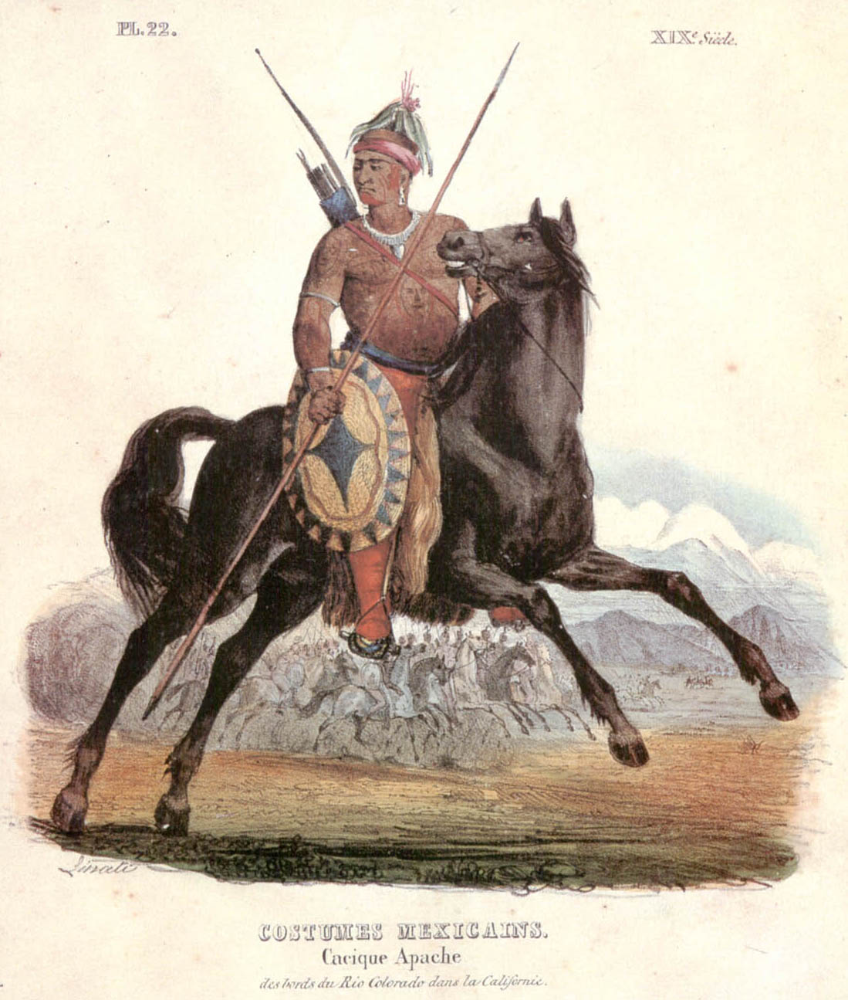 PL.22.
XIXe. Siècle.
Linati
COSTUMES MEXICAINS.
Cacique Apache
des bords du Rio Colorado dans la Californie.